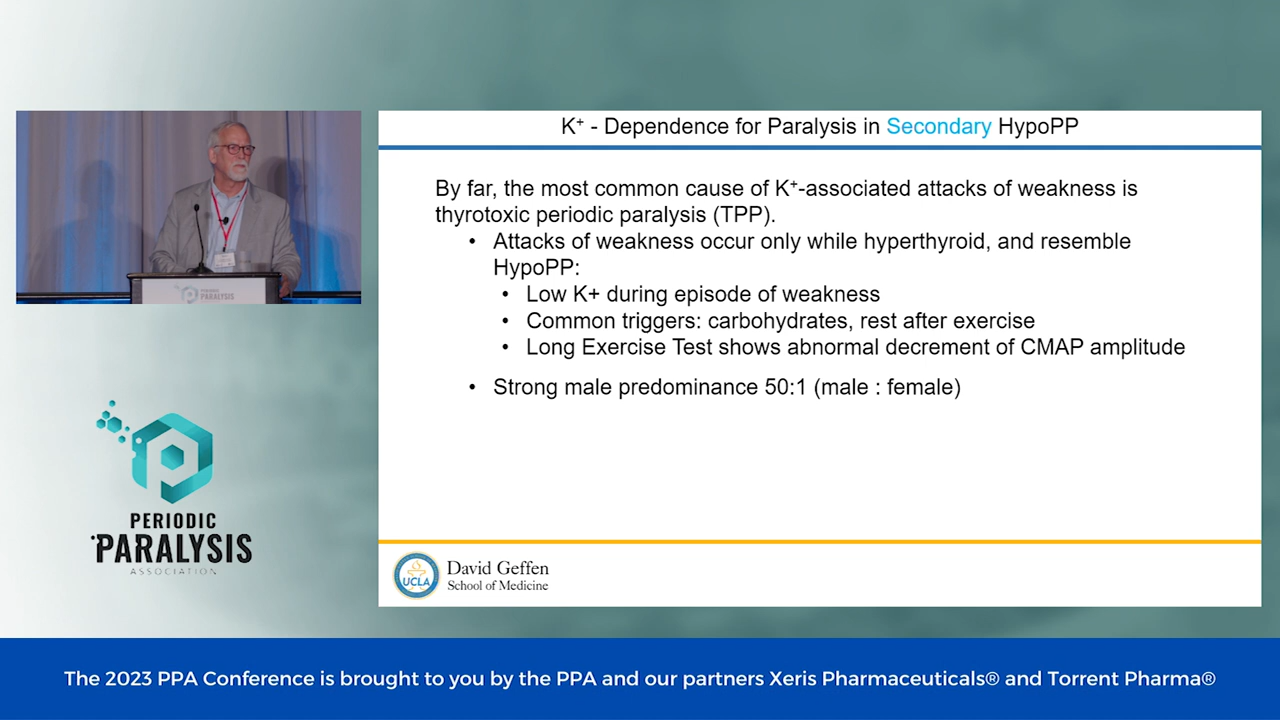 K⁺ - Dependence for Paralysis in Secondary HypoPP
By far, the most common cause of K⁺-associated attacks of weakness is
thyrotoxic periodic paralysis (TPP).
• Attacks of weakness occur only while hyperthyroid, and resemble
HypoPP:
• Low K+ during episode of weakness
• Common triggers: carbohydrates, rest after exercise
• Long Exercise Test shows abnormal decrement of CMAP amplitude
• Strong male predominance 50:1 (male : female)
UCLA
David Geffen
School of Medicine
PERIODIC
PARALYSIS
PERIODIC
PARALYSIS
ASSOCIATION
The 2023 PPA Conference is brought to you by the PPA and our partners Xeris Pharmaceuticals® and Torrent Pharma®